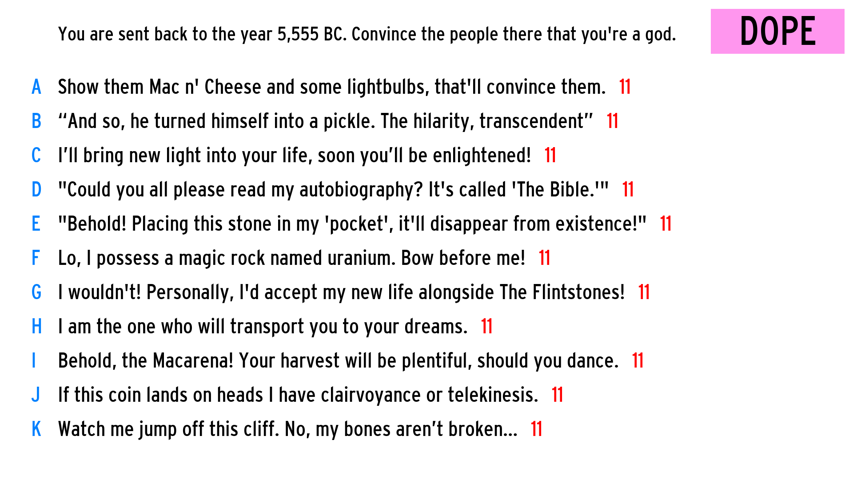 You are sent back to the year 5,555 BC. Convince the people there that you're a god.
DOPE
A Show them Mac n' Cheese and some lightbulbs, that'll convince them. 11
B “And so, he turned himself into a pickle. The hilarity, transcendent” 11
C I’ll bring new light into your life, soon you’ll be enlightened! 11
D "Could you all please read my autobiography? It's called 'The Bible.'" 11
E "Behold! Placing this stone in my 'pocket', it'll disappear from existence!" 11
F Lo, I possess a magic rock named uranium. Bow before me! 11
G I wouldn't! Personally, I'd accept my new life alongside The Flintstones! 11
H I am the one who will transport you to your dreams. 11
I Behold, the Macarena! Your harvest will be plentiful, should you dance. 11
J If this coin lands on heads I have clairvoyance or telekinesis. 11
K Watch me jump off this cliff. No, my bones aren’t broken... 11